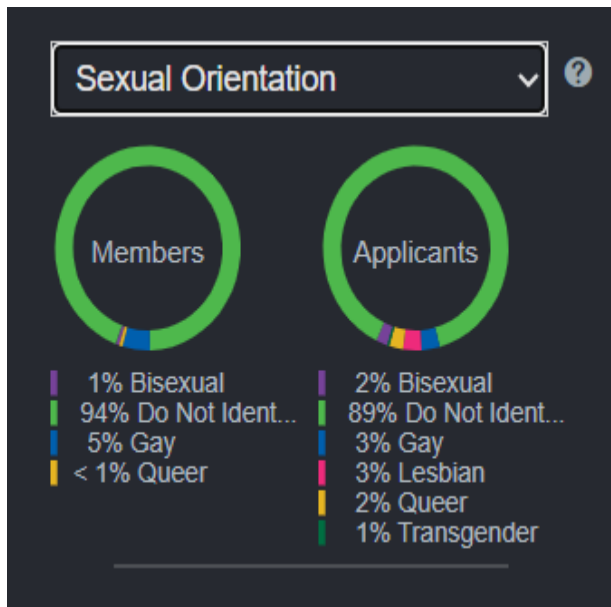 Sexual Orientation
?
Members
1% Bisexual
94% Do Not Ident...
5% Gay
< 1% Queer
Applicants
2% Bisexual
89% Do Not Ident...
3% Gay
3% Lesbian
2% Queer
1% Transgender